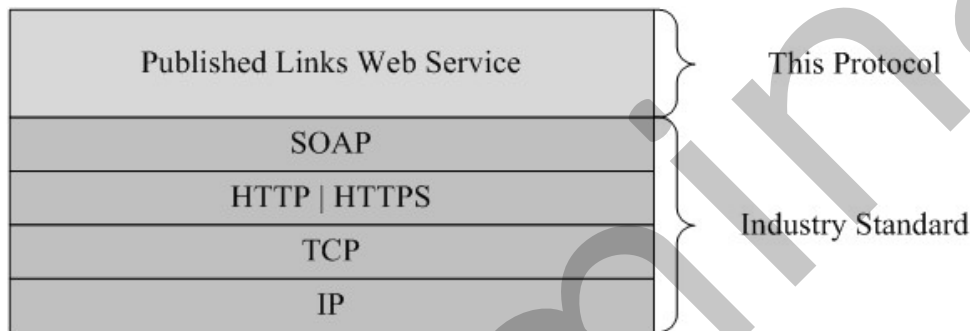 Published Links Web Service
This Protocol
SOAP
HTTP | HTTPS
TCP
IP
Industry Standard